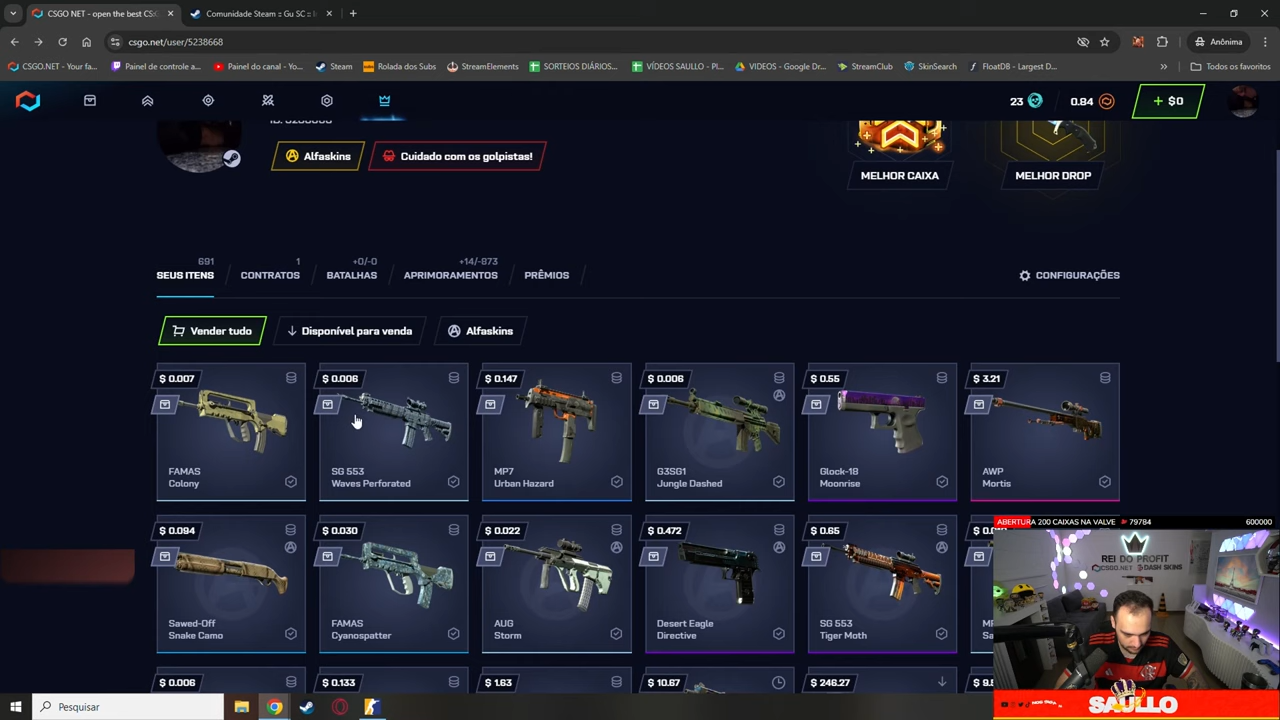 CSGO NET - open the best CS:
Comunidade Steam :: Gu SC :: t
csgo.net/user/5238668
Anônima
CSGO.NET - Your fa...
Painel de controle a...
Painel do canal - Yo...
Steam
Rolada dos Subs
StreamElements
SORTEIOS DIÁRIOS...
VÍDEOS SAULLO - Pl...
VIDEOS - Google Dr...
StreamClub
SkinSearch
FloatDB - Largest D...
Todos os favoritos
23
0.84
+ $0
Alfaskins
Cuidado com os golpistas!
MELHOR CAIXA
MELHOR DROP
691
SEUS ITENS
1
CONTRATOS
+0/-0
BATALHAS
+14/-873
APRIMORAMENTOS
PRÊMIOS
CONFIGURAÇÕES
Vender tudo
Disponível para venda
Alfaskins
$ 0.007
FAMAS
Colony
$ 0.006
SG 553
Waves Perforated
$ 0.147
MP7
Urban Hazard
$ 0.006
G3SG1
Jungle Dashed
$ 0.55
Glock-18
Moonrise
$ 3.21
AWP
Mortis
$ 0.094
Sawed-Off
Snake Camo
$ 0.030
FAMAS
Cyanospatter
$ 0.022
AUG
Storm
$ 0.472
Desert Eagle
Directive
$ 0.65
SG 553
Tiger Moth
$ 0.006
$ 0.133
$ 1.63
$ 10.67
$ 246.27
ABERTURA 200 CAIXAS NA VALVE
79784
600000
REI DO PROFIT
CSGO.NET
DASH SKINS
SAULLO
Pesquisar